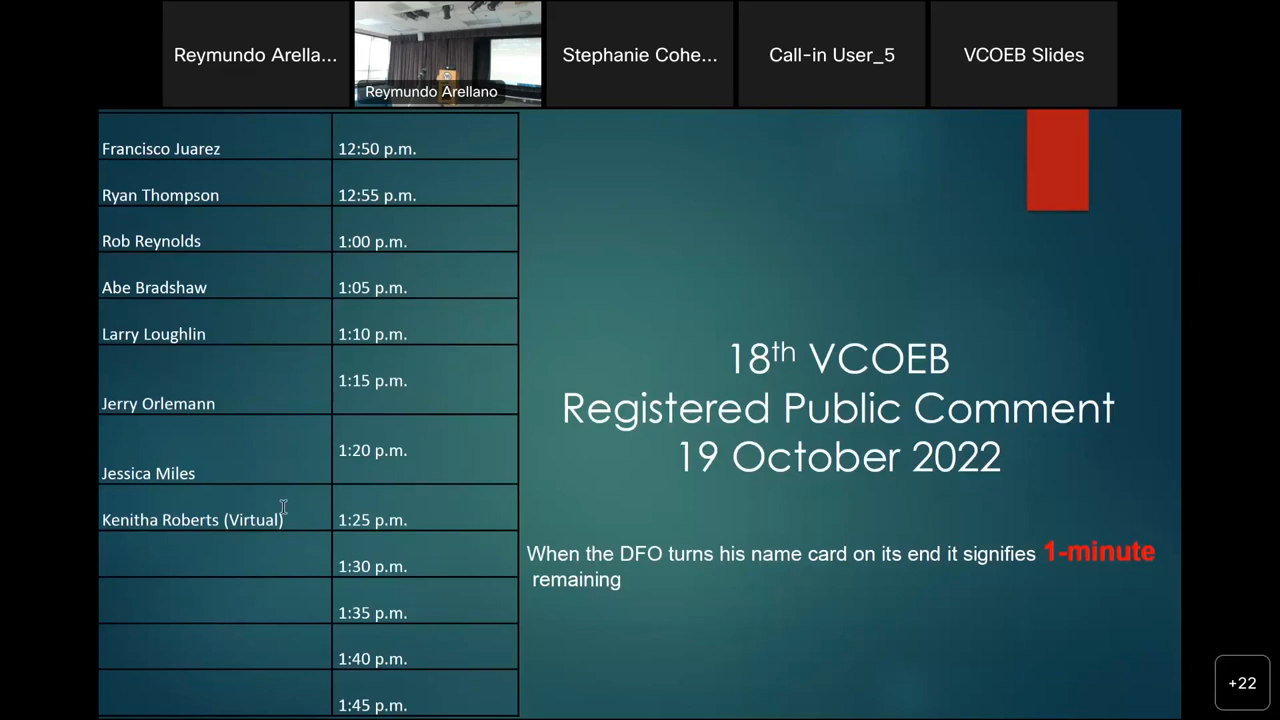 Reymundo Arella...
Reymundo Arellano
Stephanie Cohe...
Call-in User_5
VCOEB Slides
Francisco Juarez 12:50 p.m.
Ryan Thompson 12:55 p.m.
Rob Reynolds 1:00 p.m.
Abe Bradshaw 1:05 p.m.
Larry Loughlin 1:10 p.m.
Jerry Orlemann 1:15 p.m.
Jessica Miles 1:20 p.m.
Kenitha Roberts (Virtual) 1:25 p.m.
1:30 p.m.
1:35 p.m.
1:40 p.m.
1:45 p.m.
18th VCOEB
Registered Public Comment
19 October 2022
When the DFO turns his name card on its end it signifies 1-minute
remaining
+22